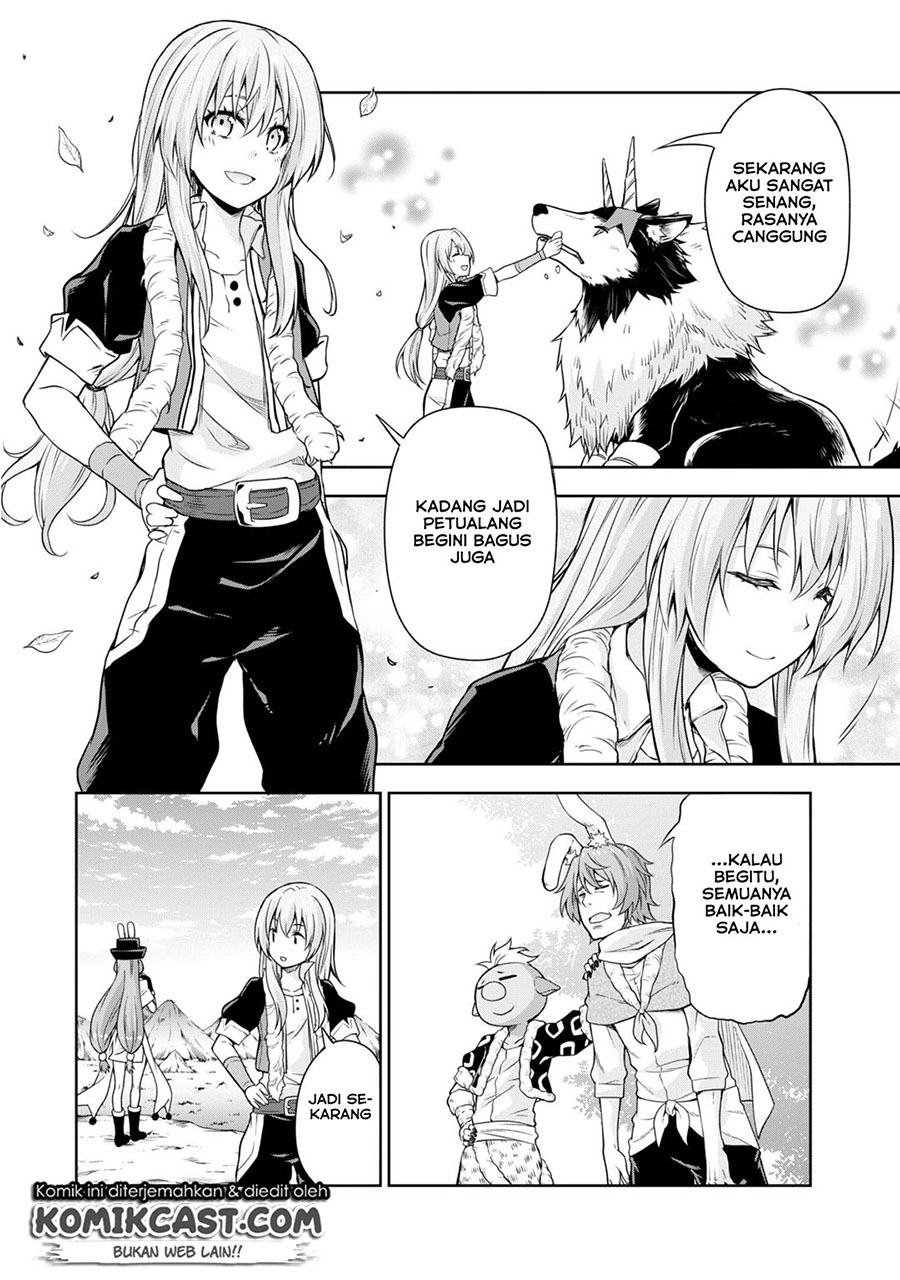 SEKARANG
AKU SANGAT
SENANG,
RASANYA
CANGGUNG
KADANG JADI
PETUALANG
BEGINI BAGUS
JUGA
...KALAU
BEGITU,
SEMUANYA
BAIK-BAIK
SAJA...
JADI SE-
KARANG
Komik ini diterjemahkan & diedit oleh
KOMIKCAST.COM
BUKAN WEB LAIN!!